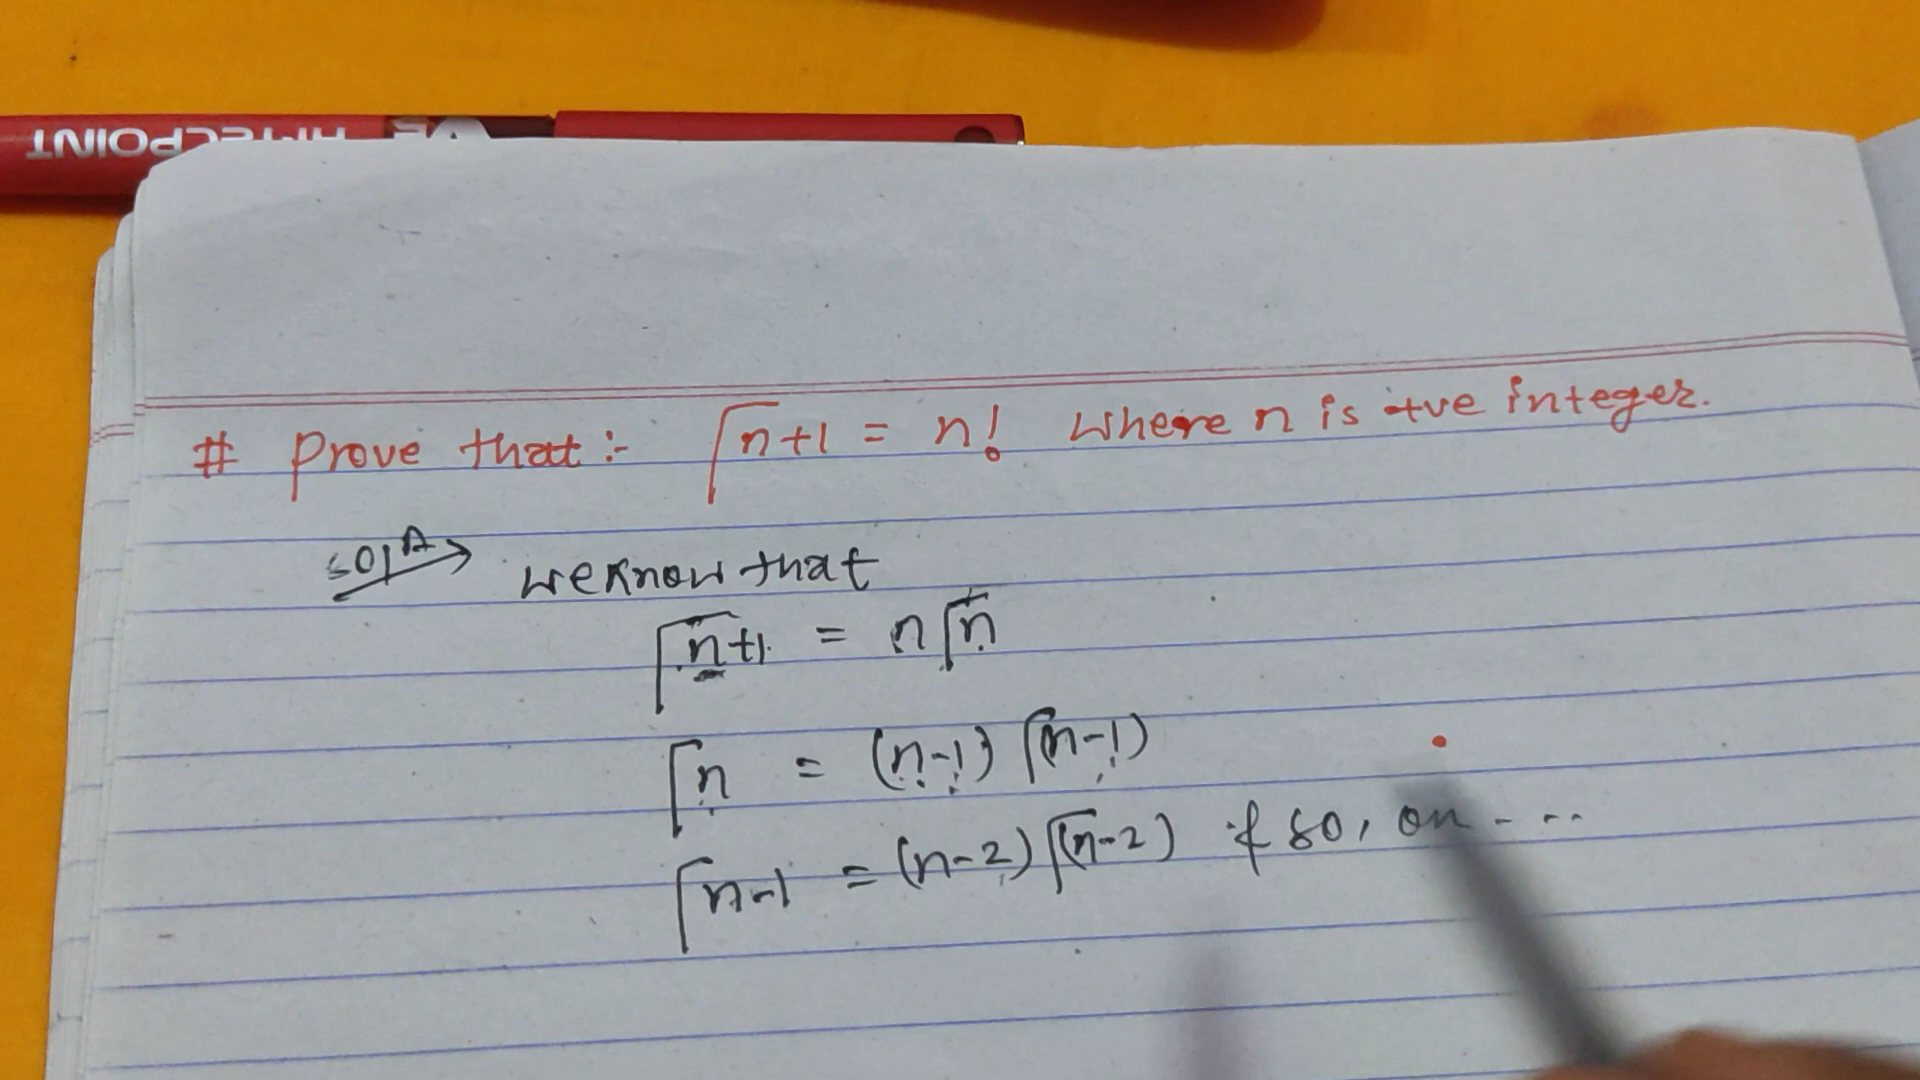 # Prove that :- Γn+1 = n! Where n is +ve integer.
Soln → we know that
Γn+1 = n Γn
Γn = (n-1) Γ(n-1)
Γn-1 = (n-2) Γ(n-2) & so, on - ...